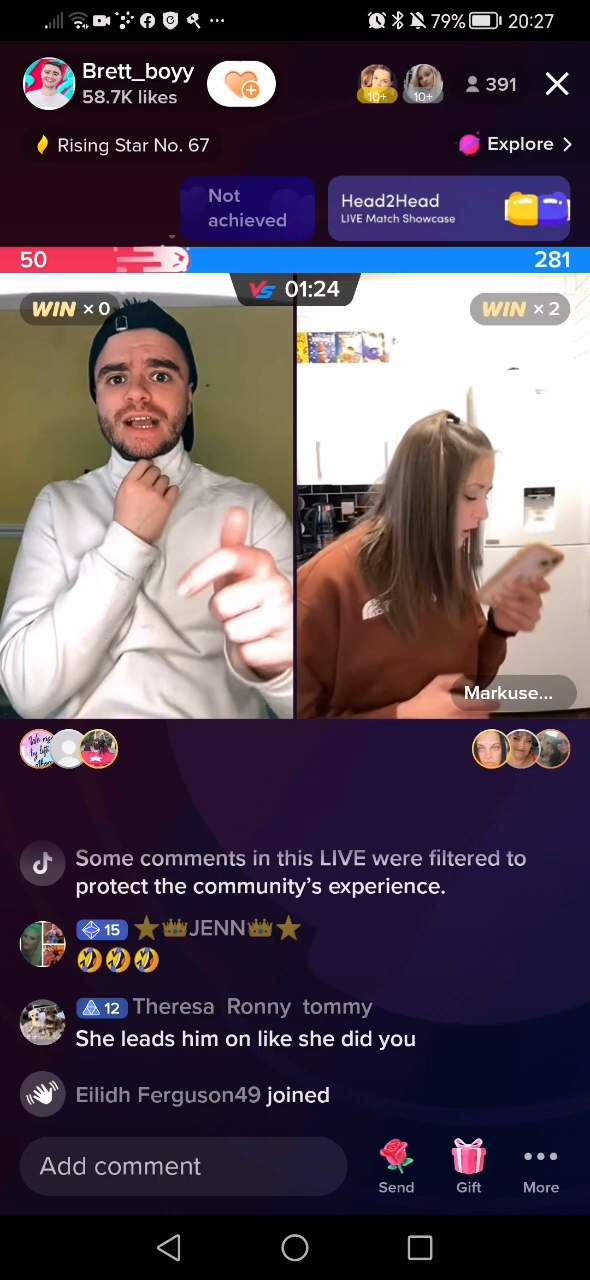 79% 20:27
Brett_boyy
58.7K likes
10+
10+
391
Rising Star No. 67
Explore
Not
achieved
Head2Head
LIVE Match Showcase
50
281
VS 01:24
WIN × 0
WIN × 2
Markuse...
Some comments in this LIVE were filtered to
protect the community's experience.
15 JENN
12 Theresa Ronny tommy
She leads him on like she did you
Eilidh Ferguson49 joined
Add comment
Send
Gift
More